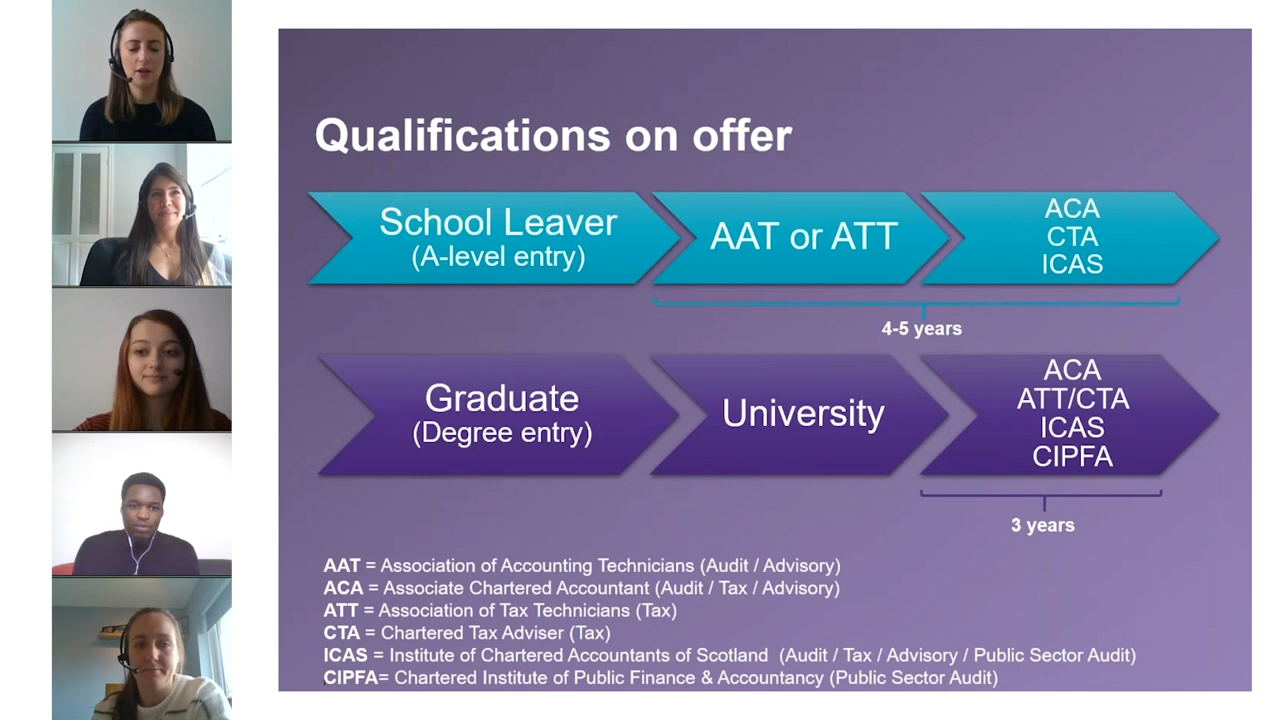 Qualifications on offer
School Leaver
(A-level entry)
AAT or ATT
ACA
CTA
ICAS
4-5 years
Graduate
(Degree entry)
University
ACA
ATT/CTA
ICAS
CIPFA
3 years
AAT = Association of Accounting Technicians (Audit / Advisory)
ACA = Associate Chartered Accountant (Audit / Tax / Advisory)
ATT = Association of Tax Technicians (Tax)
CTA = Chartered Tax Adviser (Tax)
ICAS = Institute of Chartered Accountants of Scotland (Audit / Tax / Advisory / Public Sector Audit)
CIPFA= Chartered Institute of Public Finance & Accountancy (Public Sector Audit)